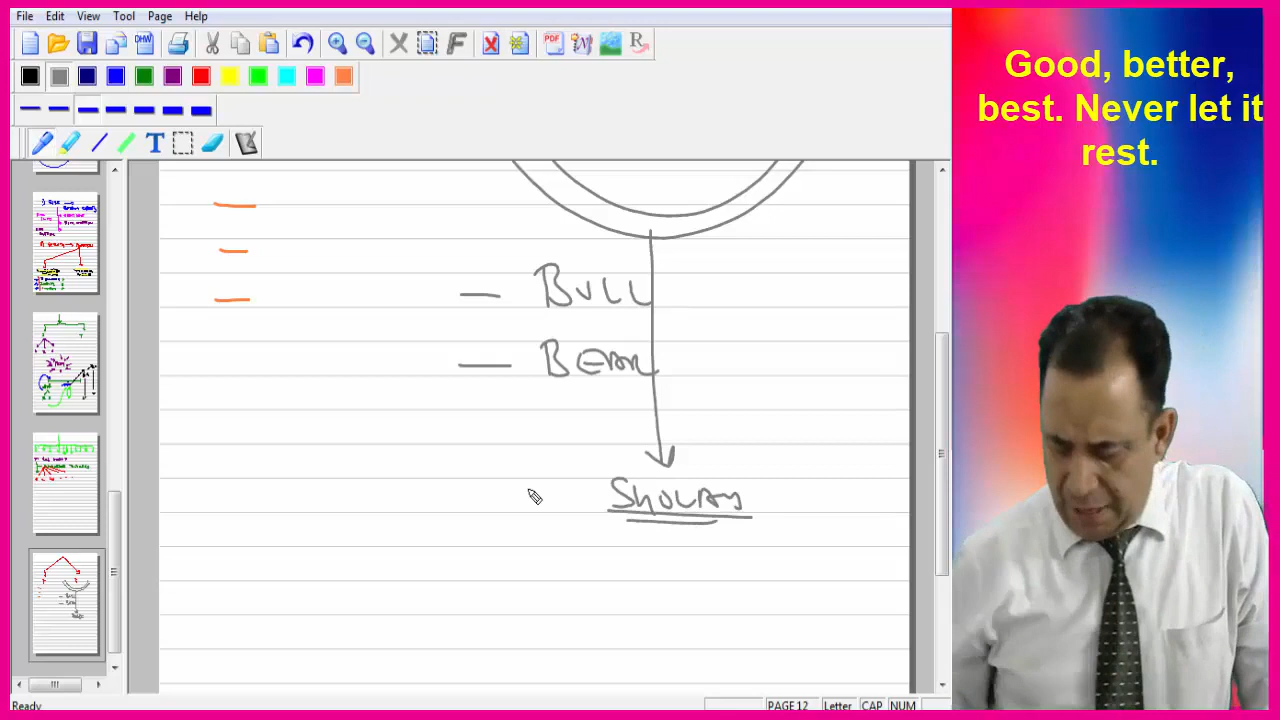 File Edit View Tool Page Help
— BULL
— BEAR
SHOLAY
Ready PAGE 12 Letter CAP NUM
Good, better,
best. Never let it
rest.